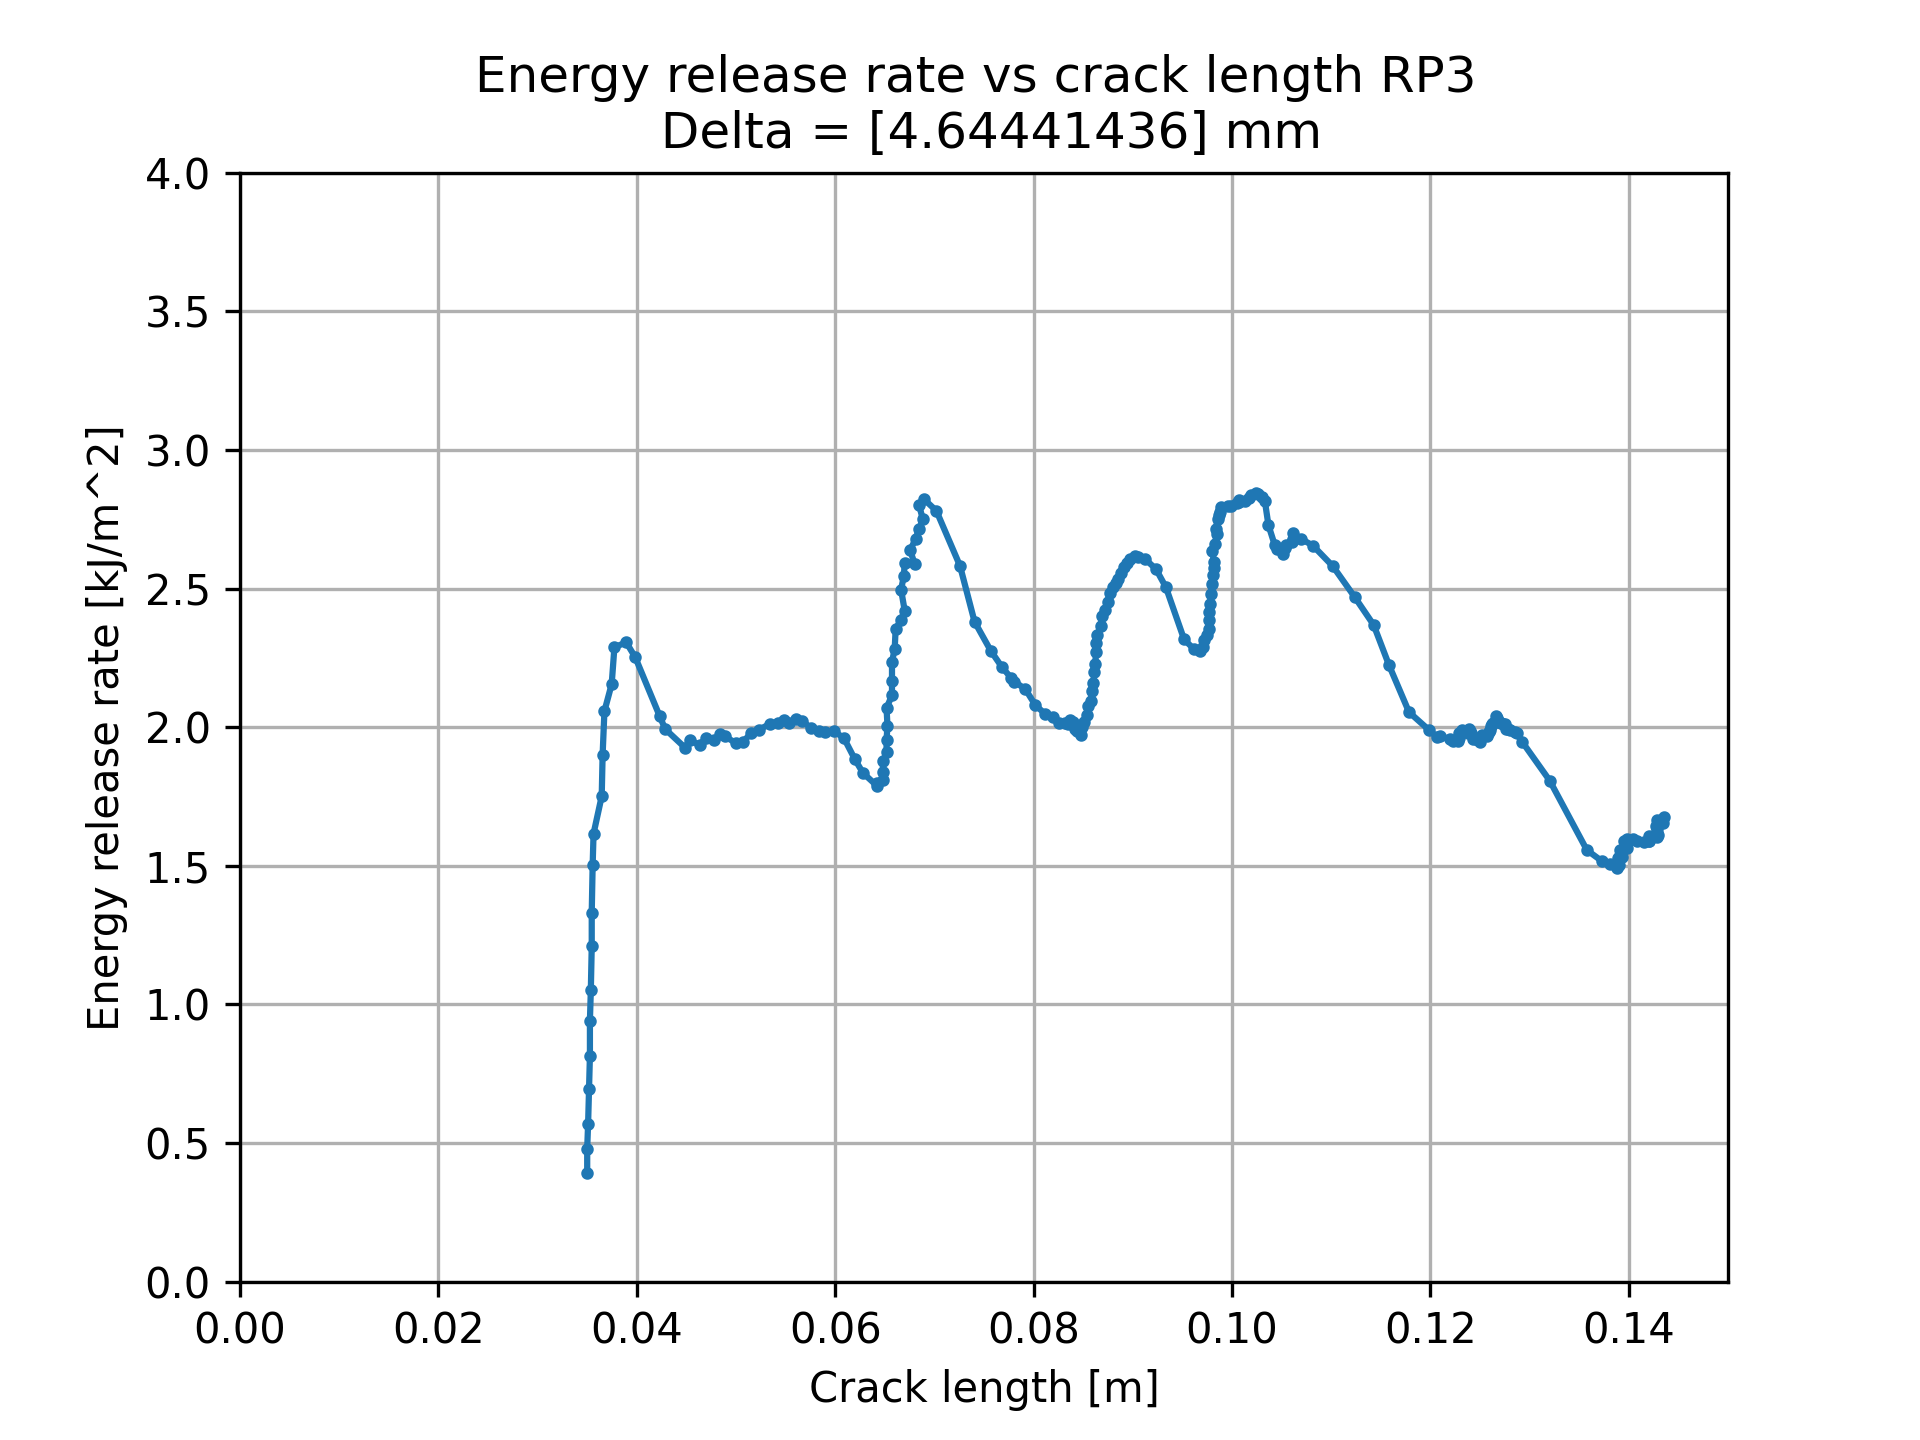 Energy release rate vs crack length RP3
Delta = [4.64441436] mm
4.0
3.5
3.0
2.5
2.0
1.5
1.0
0.5
0.0
Energy release rate [kJ/m^2]
0.00 0.02 0.04 0.06 0.08 0.10 0.12 0.14
Crack length [m]